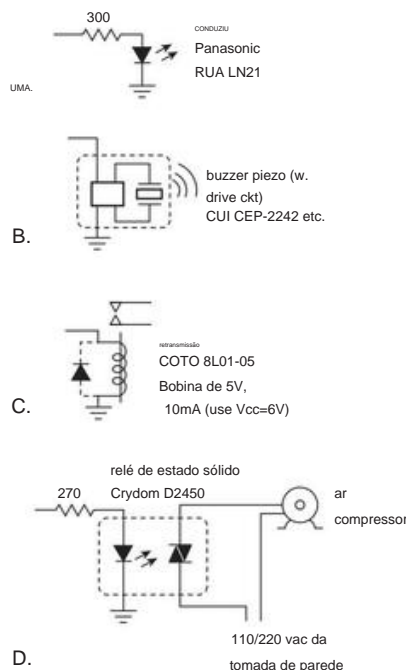 300
CONDUZIU
Panasonic
RUA LN21
UMA.
buzzer piezo (w.
drive ckt)
CUI CEP-2242 etc.
B.
retransmissão
COTO 8L01-05
Bobina de 5V,
10mA (use Vcc=6V)
C.
relé de estado sólido
Crydom D2450
270
ar
compressor
110/220 vac da
tomada de parede
D.